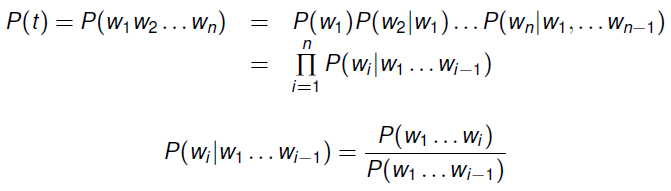 P(t) = P(w₁w₂ … wₙ) = P(w₁)P(w₂|w₁) … P(wₙ|w₁, … wₙ₋₁)
= ∏ⁿᵢ₌₁ P(wᵢ|w₁ … wᵢ₋₁)
P(wᵢ|w₁ … wᵢ₋₁) = P(w₁ … wᵢ) / P(w₁ … wᵢ₋₁)